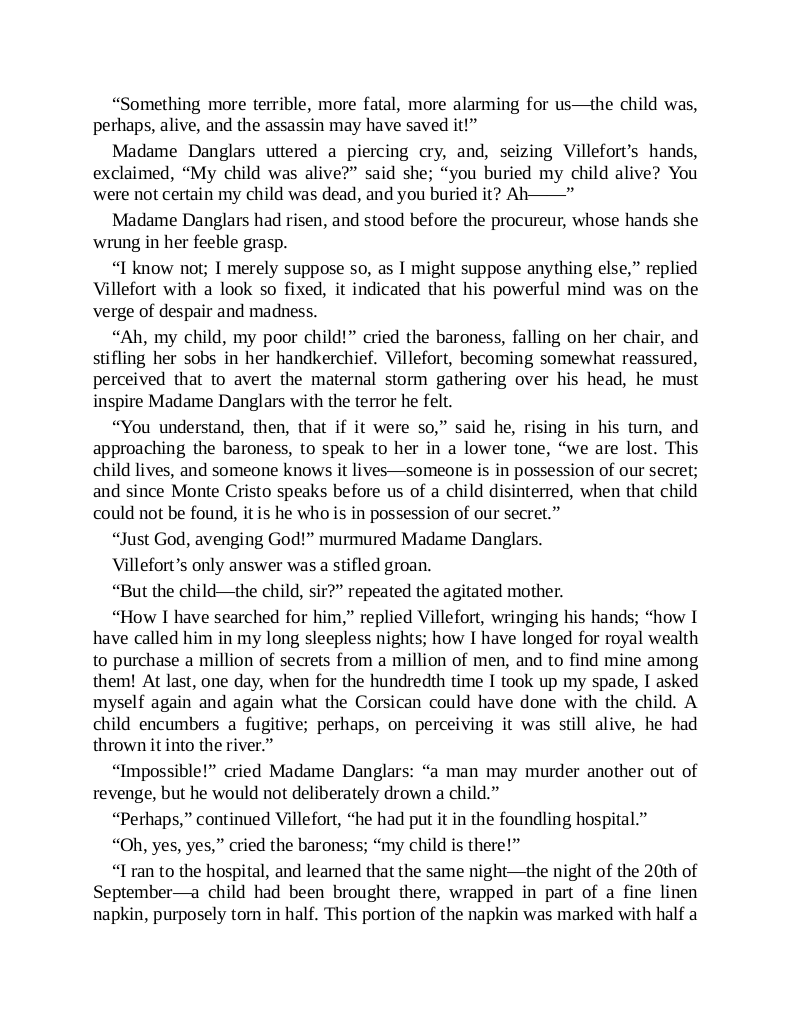 “Something more terrible, more fatal, more alarming for us—the child was,
perhaps, alive, and the assassin may have saved it!”
Madame Danglars uttered a piercing cry, and, seizing Villefort’s hands,
exclaimed, “My child was alive?” said she; “you buried my child alive? You
were not certain my child was dead, and you buried it? Ah——”
Madame Danglars had risen, and stood before the procureur, whose hands she
wrung in her feeble grasp.
“I know not; I merely suppose so, as I might suppose anything else,” replied
Villefort with a look so fixed, it indicated that his powerful mind was on the
verge of despair and madness.
“Ah, my child, my poor child!” cried the baroness, falling on her chair, and
stifling her sobs in her handkerchief. Villefort, becoming somewhat reassured,
perceived that to avert the maternal storm gathering over his head, he must
inspire Madame Danglars with the terror he felt.
“You understand, then, that if it were so,” said he, rising in his turn, and
approaching the baroness, to speak to her in a lower tone, “we are lost. This
child lives, and someone knows it lives—someone is in possession of our secret;
and since Monte Cristo speaks before us of a child disinterred, when that child
could not be found, it is he who is in possession of our secret.”
“Just God, avenging God!” murmured Madame Danglars.
Villefort’s only answer was a stifled groan.
“But the child—the child, sir?” repeated the agitated mother.
“How I have searched for him,” replied Villefort, wringing his hands; “how I
have called him in my long sleepless nights; how I have longed for royal wealth
to purchase a million of secrets from a million of men, and to find mine among
them! At last, one day, when for the hundredth time I took up my spade, I asked
myself again and again what the Corsican could have done with the child. A
child encumbers a fugitive; perhaps, on perceiving it was still alive, he had
thrown it into the river.”
“Impossible!” cried Madame Danglars: “a man may murder another out of
revenge, but he would not deliberately drown a child.”
“Perhaps,” continued Villefort, “he had put it in the foundling hospital.”
“Oh, yes, yes,” cried the baroness; “my child is there!”
“I ran to the hospital, and learned that the same night—the night of the 20th of
September—a child had been brought there, wrapped in part of a fine linen
napkin, purposely torn in half. This portion of the napkin was marked with half a